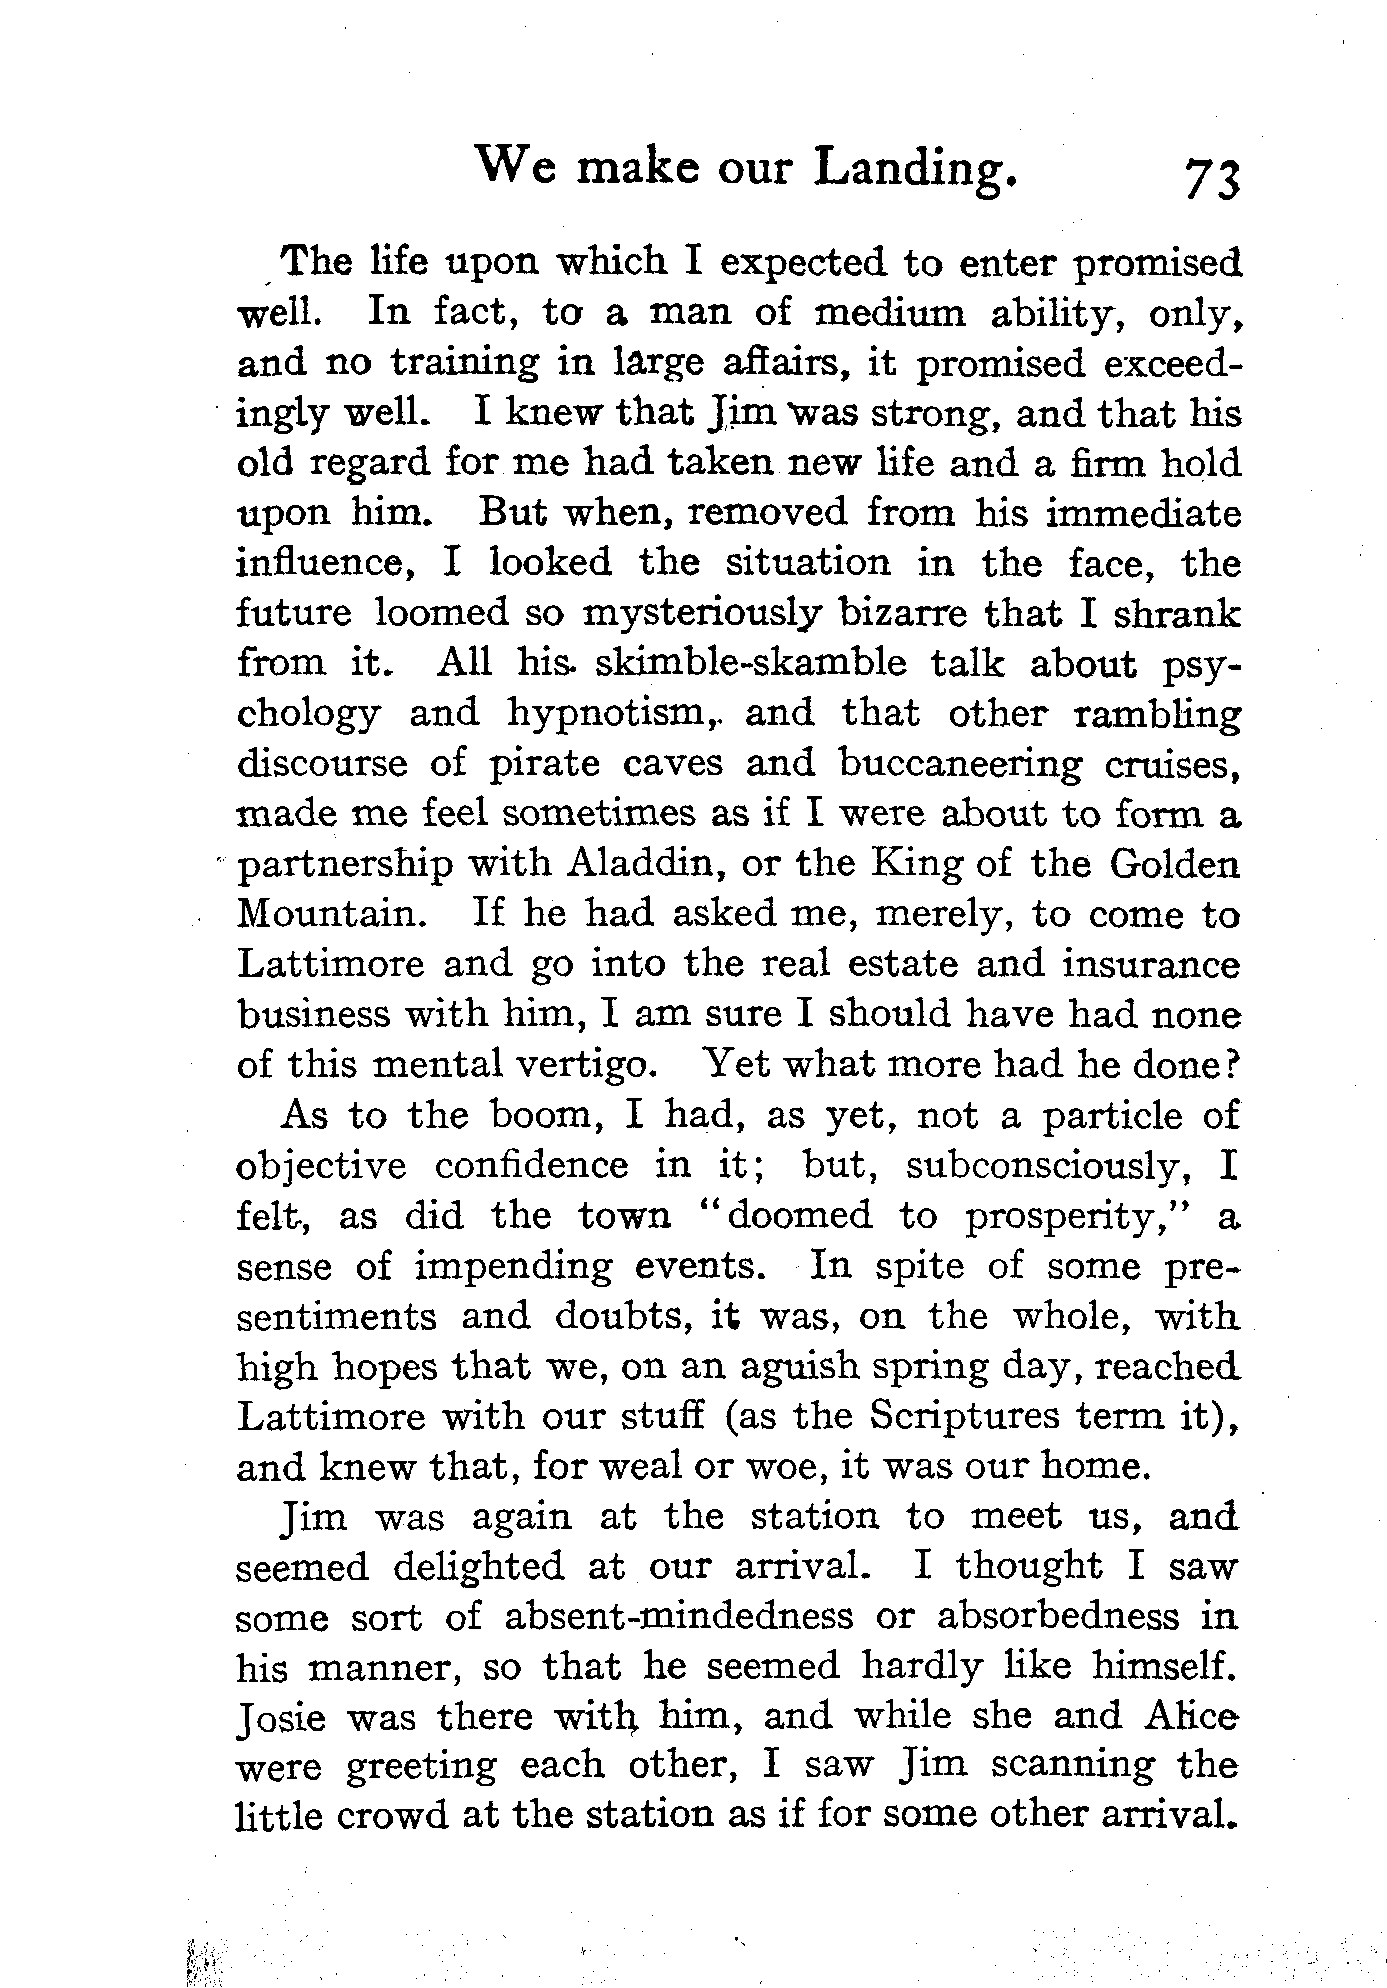 We make our Landing. 73
The life upon which I expected to enter promised
well. In fact, to a man of medium ability, only,
and no training in large affairs, it promised exceed-
ingly well. I knew that Jim was strong, and that his
old regard for me had taken new life and a firm hold
upon him. But when, removed from his immediate
influence, I looked the situation in the face, the
future loomed so mysteriously bizarre that I shrank
from it. All his skimble-skamble talk about psy-
chology and hypnotism, and that other rambling
discourse of pirate caves and buccaneering cruises,
made me feel sometimes as if I were about to form a
partnership with Aladdin, or the King of the Golden
Mountain. If he had asked me, merely, to come to
Lattimore and go into the real estate and insurance
business with him, I am sure I should have had none
of this mental vertigo. Yet what more had he done?
As to the boom, I had, as yet, not a particle of
objective confidence in it; but, subconsciously, I
felt, as did the town "doomed to prosperity," a
sense of impending events. In spite of some pre-
sentiments and doubts, it was, on the whole, with
high hopes that we, on an aguish spring day, reached
Lattimore with our stuff (as the Scriptures term it),
and knew that, for weal or woe, it was our home.
Jim was again at the station to meet us, and
seemed delighted at our arrival. I thought I saw
some sort of absent-mindedness or absorbedness in
his manner, so that he seemed hardly like himself.
Josie was there with him, and while she and Alice
were greeting each other, I saw Jim scanning the
little crowd at the station as if for some other arrival.